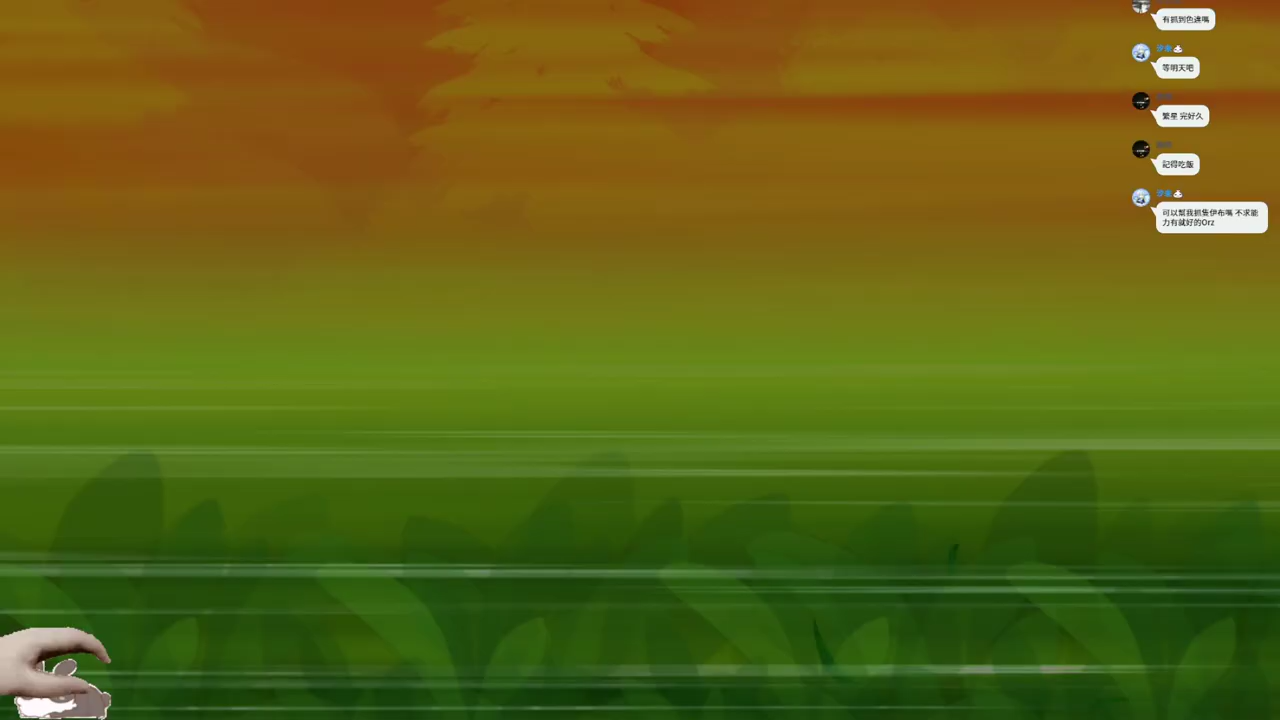 有抓到色違嗎
等明天吧
繁星 完好久
記得吃飯
可以幫我抓隻伊布嗎 不求能
力有就好的Orz